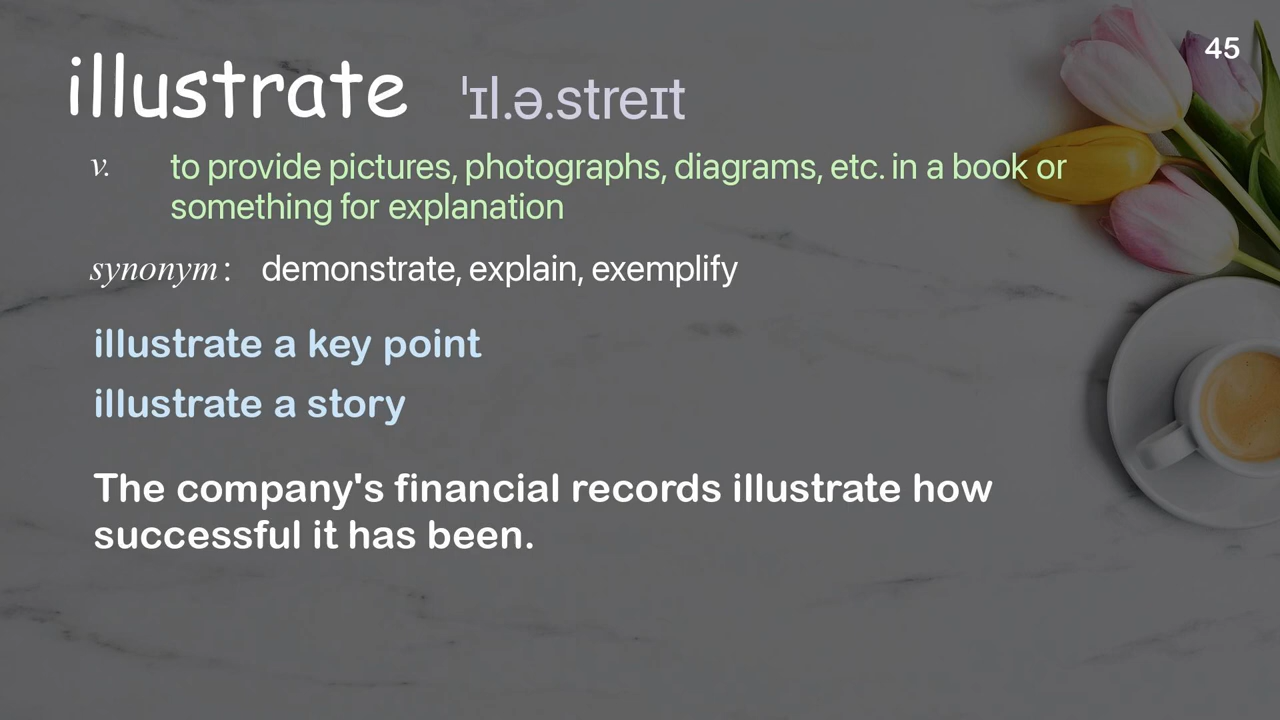 45
illustrate ˈɪl.ə.streɪt
v. to provide pictures, photographs, diagrams, etc. in a book or
something for explanation
synonym: demonstrate, explain, exemplify
illustrate a key point
illustrate a story
The company's financial records illustrate how
successful it has been.